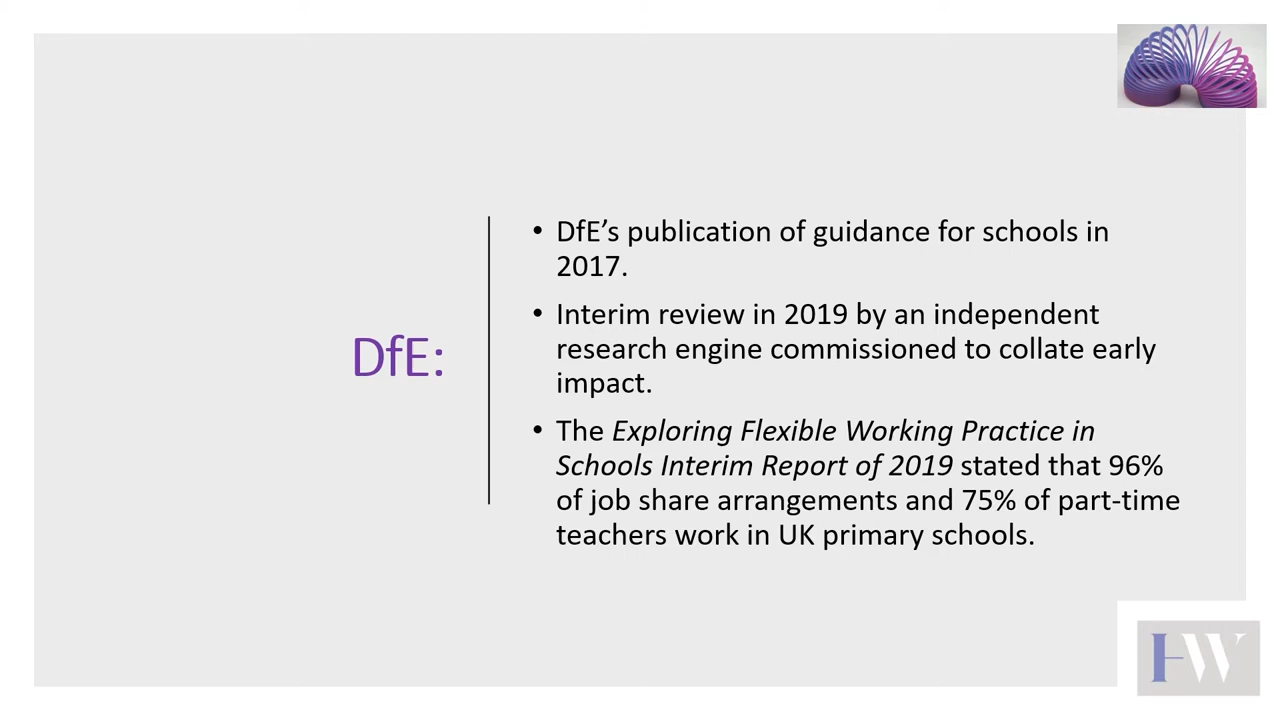 DfE:
• DfE’s publication of guidance for schools in
2017.
• Interim review in 2019 by an independent
research engine commissioned to collate early
impact.
• The Exploring Flexible Working Practice in
Schools Interim Report of 2019 stated that 96%
of job share arrangements and 75% of part-time
teachers work in UK primary schools.
HW